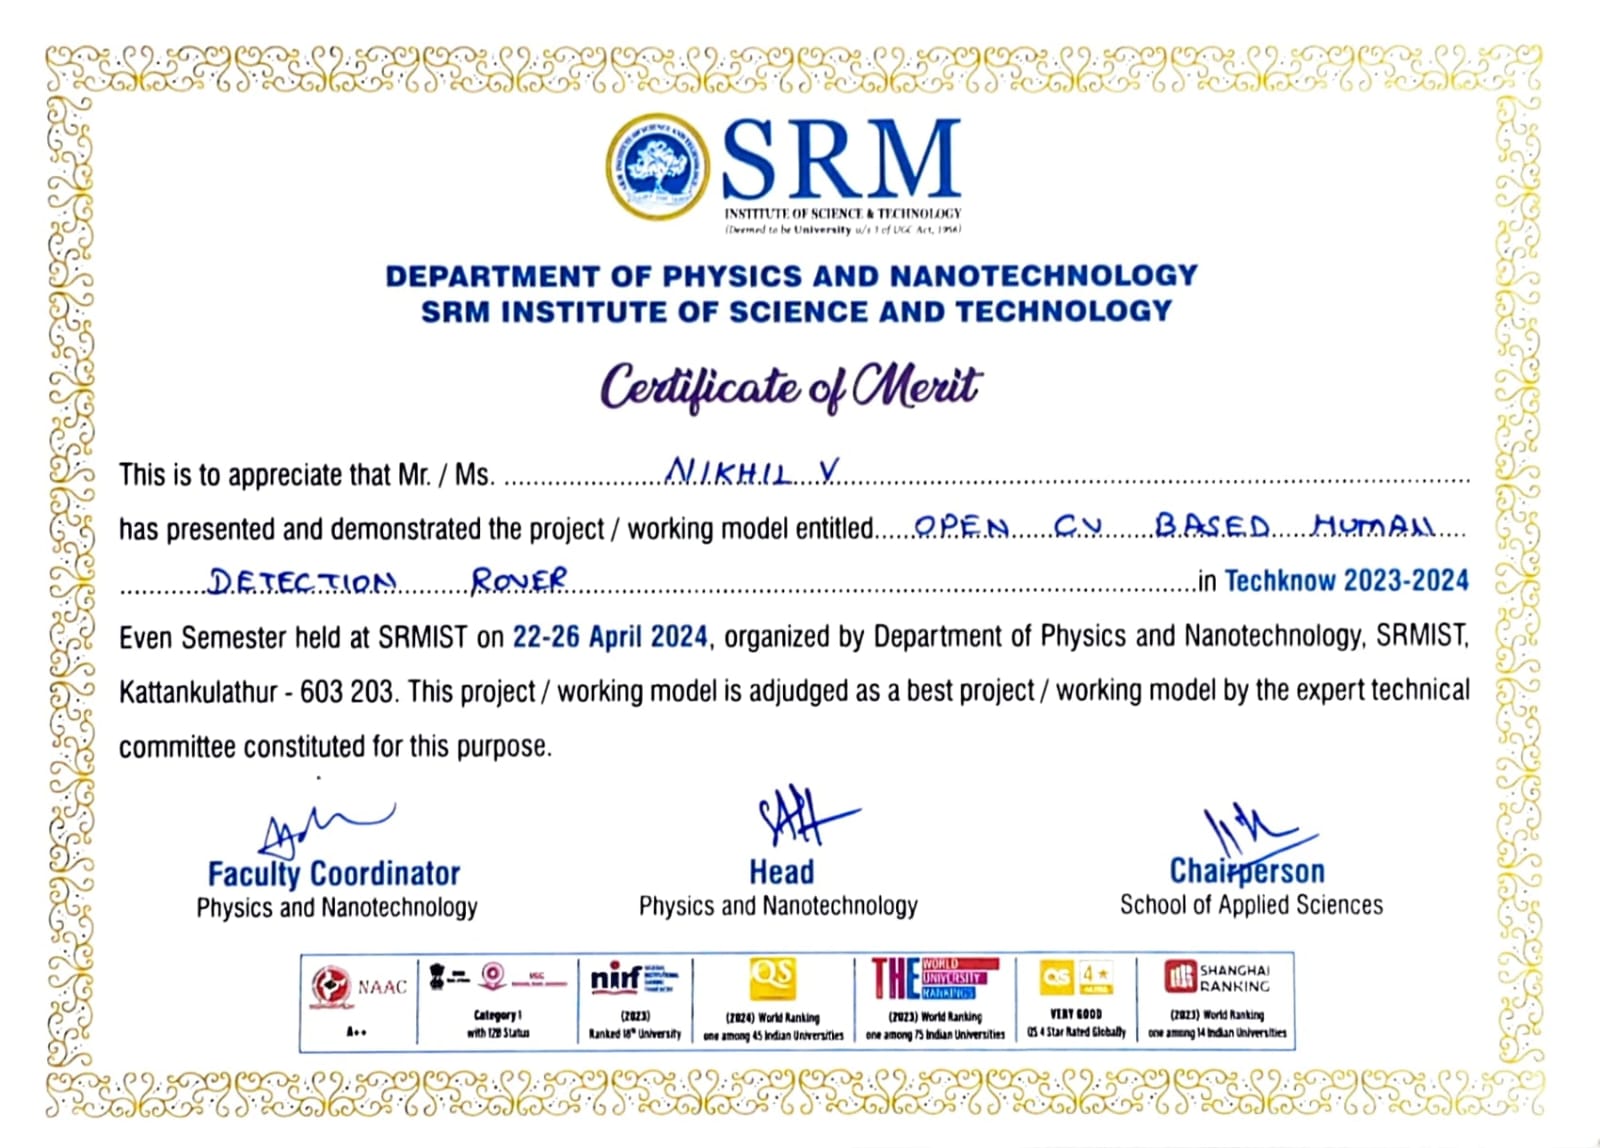 SRM
INSTITUTE OF SCIENCE & TECHNOLOGY
(Deemed to be University u/s 3 of UGC Act, 1956)
DEPARTMENT OF PHYSICS AND NANOTECHNOLOGY
SRM INSTITUTE OF SCIENCE AND TECHNOLOGY
Certificate of Merit
This is to appreciate that Mr. / Ms. NIKHIL V
has presented and demonstrated the project / working model entitled OPEN CV BASED HUMAN
DETECTION ROVER in Techknow 2023-2024
Even Semester held at SRMIST on 22-26 April 2024, organized by Department of Physics and Nanotechnology, SRMIST,
Kattankulathur - 603 203. This project / working model is adjudged as a best project / working model by the expert technical
committee constituted for this purpose.
Faculty Coordinator Head Chairperson
Physics and Nanotechnology Physics and Nanotechnology School of Applied Sciences
NAAC
A++
UGC
Category I
with 12B Status
nirf
(2023)
Ranked 18th University
QS
(2024) World Ranking
one among 45 Indian Universities
THE WORLD
UNIVERSITY
RANKINGS
(2023) World Ranking
one among 75 Indian Universities
QS 4★
VERY GOOD
QS 4 Star Rated Globally
SHANGHAI
RANKING
(2023) World Ranking
one among 14 Indian Universities